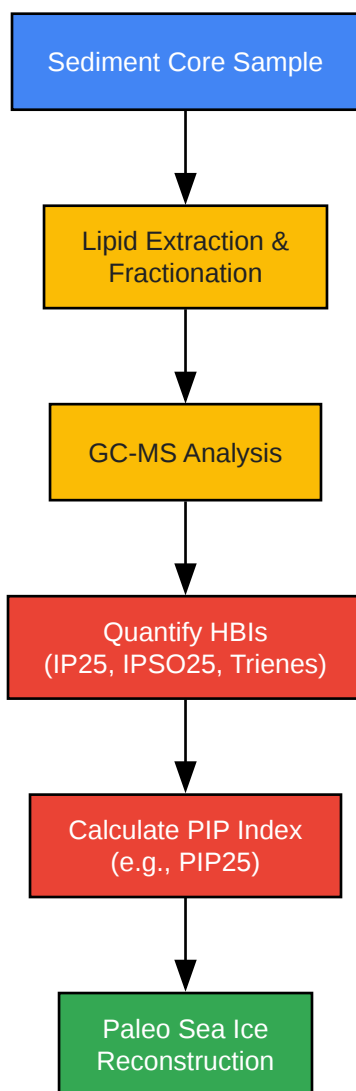 Sediment Core Sample
Lipid Extraction &
Fractionation
GC-MS Analysis
Quantify HBIs
(IP25, IPSO25, Trienes)
Calculate PIP Index
(e.g., PIP25)
Paleo Sea Ice
Reconstruction